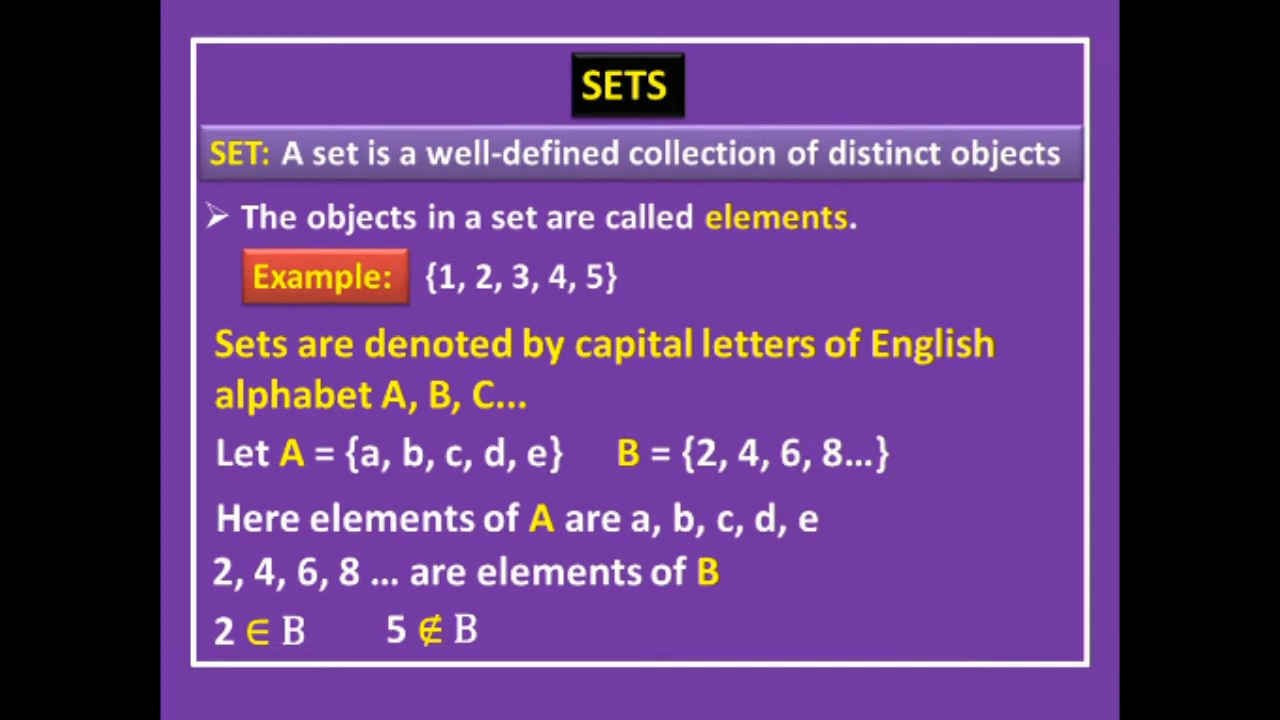 SETS
SET: A set is a well-defined collection of distinct objects
➢ The objects in a set are called elements.
Example: {1, 2, 3, 4, 5}
Sets are denoted by capital letters of English
alphabet A, B, C...
Let A = {a, b, c, d, e} B = {2, 4, 6, 8...}
Here elements of A are a, b, c, d, e
2, 4, 6, 8 ... are elements of B
2 ∈ B 5 ∉ B